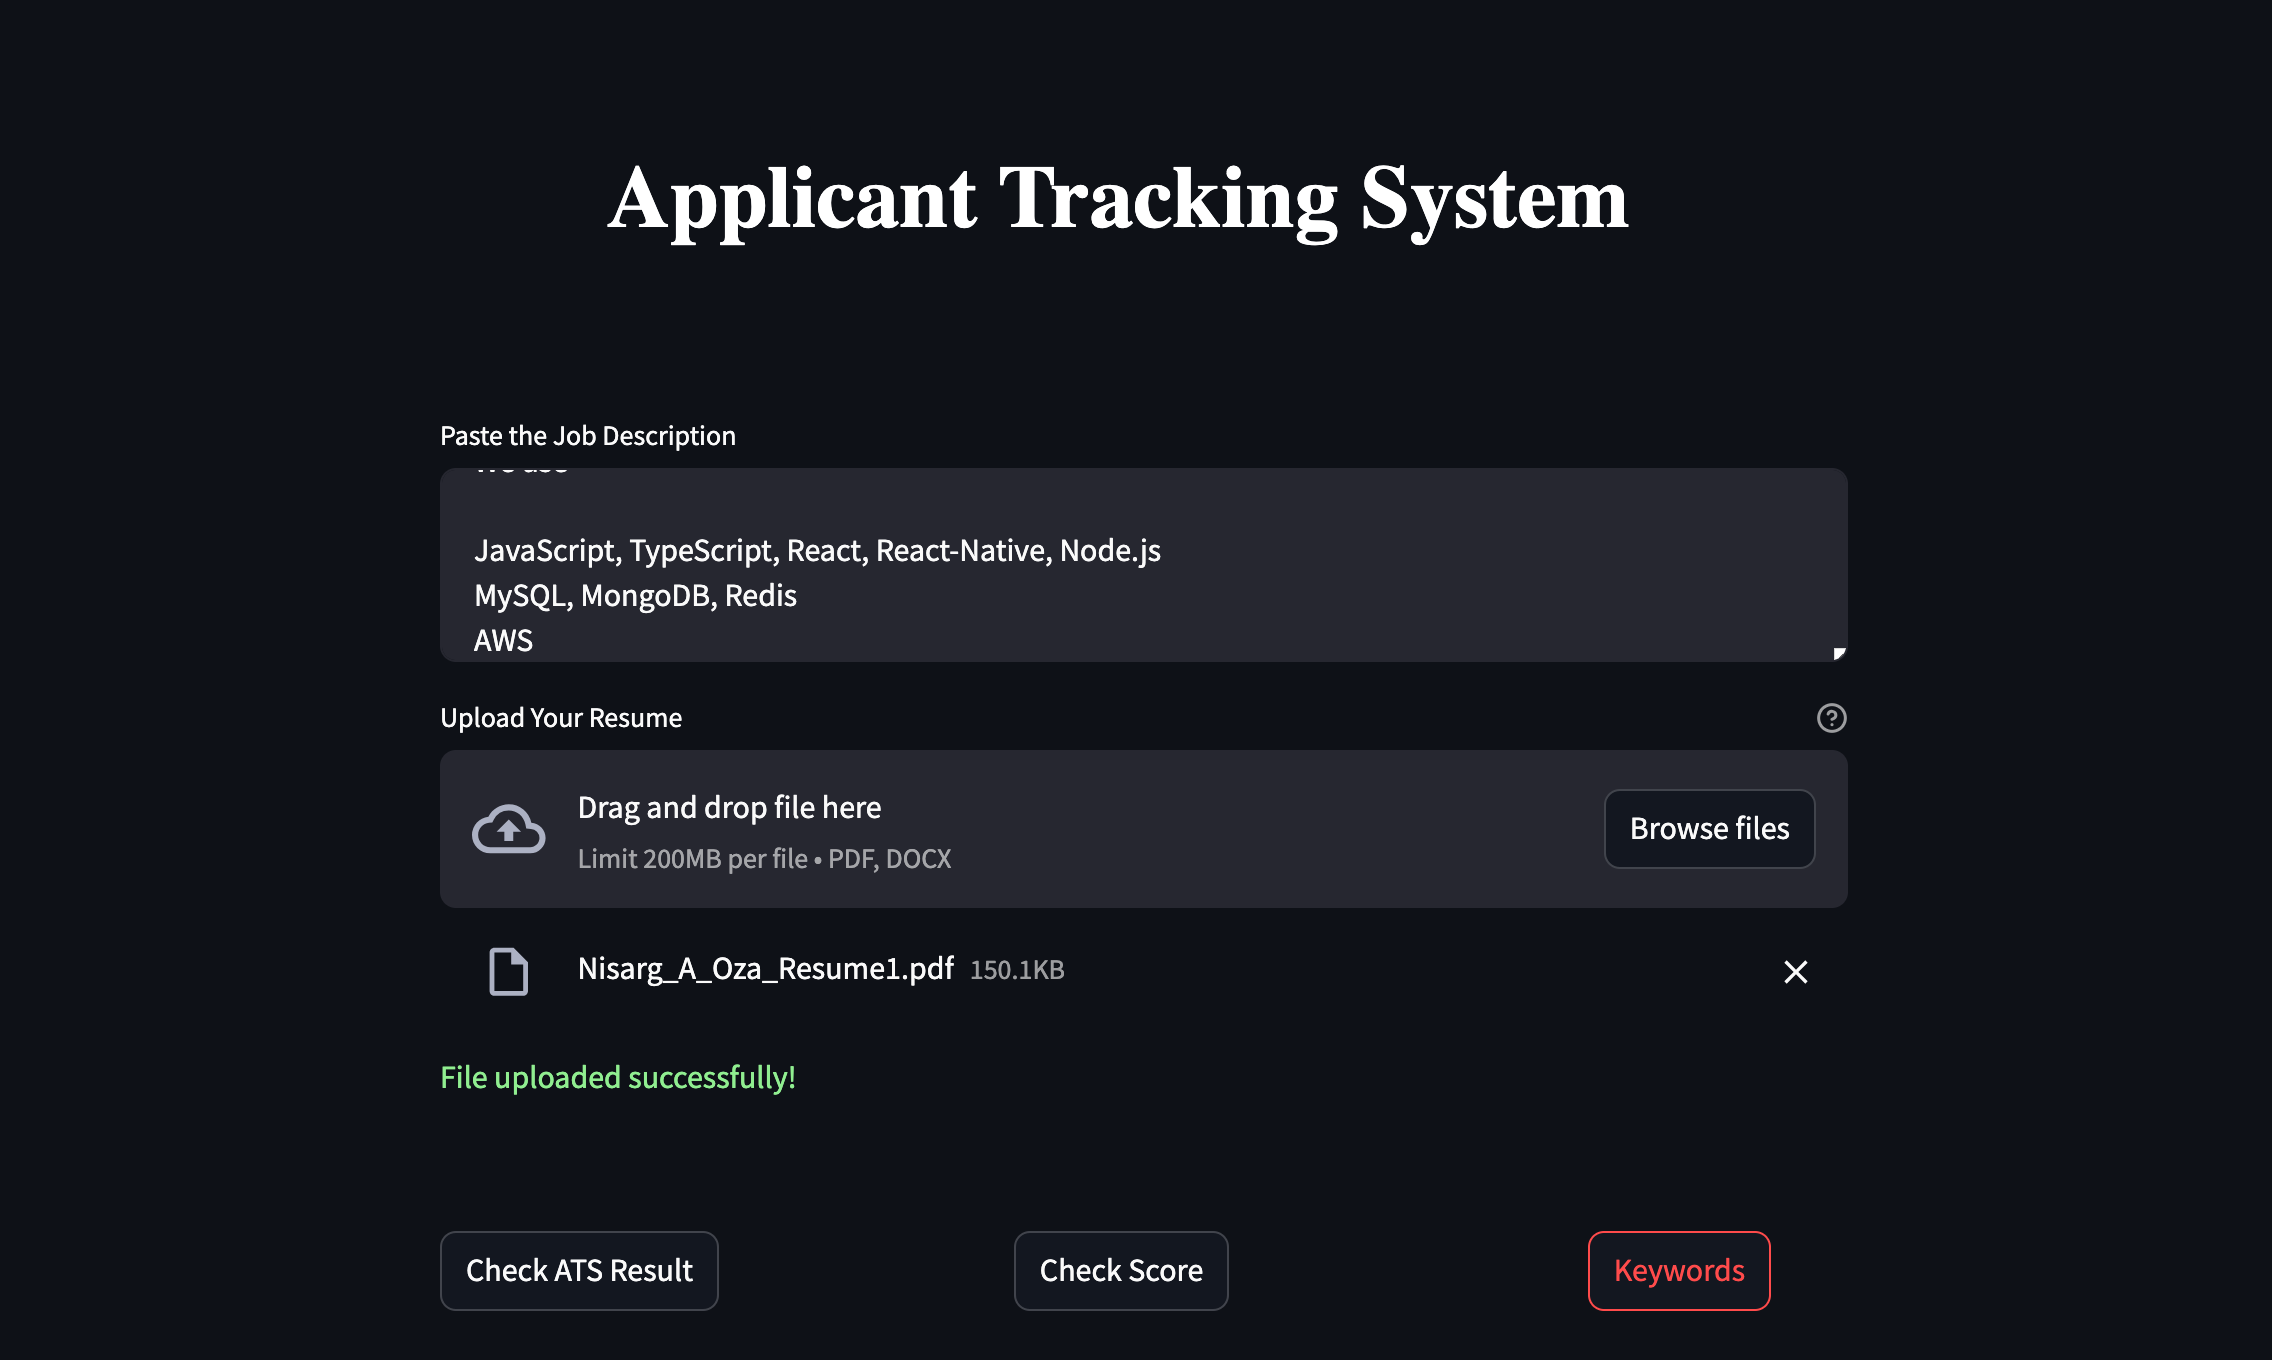 Applicant Tracking System
Paste the Job Description
JavaScript, TypeScript, React, React-Native, Node.js
MySQL, MongoDB, Redis
AWS
Upload Your Resume
Drag and drop file here
Limit 200MB per file • PDF, DOCX
Browse files
Nisarg_A_Oza_Resume1.pdf 150.1KB
File uploaded successfully!
Check ATS Result
Check Score
Keywords